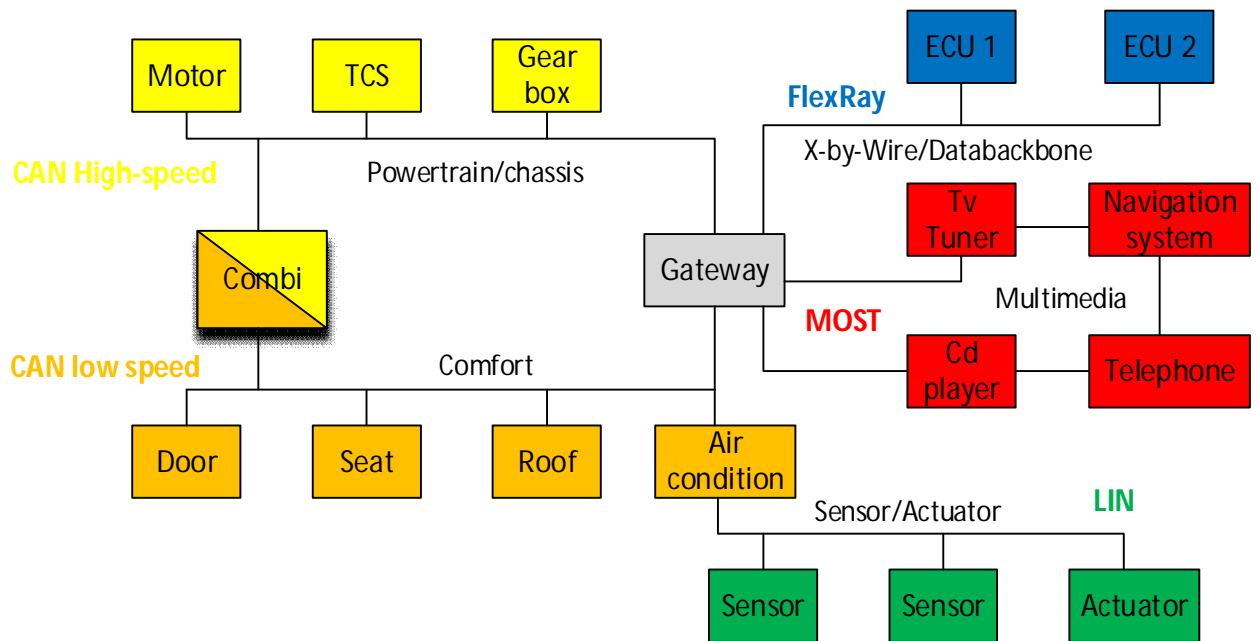 Motor
TCS
Gear
box
ECU 1
ECU 2
FlexRay
X-by-Wire/Databackbone
CAN High-speed
Powertrain/chassis
Tv
Tuner
Navigation
system
Combi
Gateway
Multimedia
MOST
CAN low speed
Comfort
Cd
player
Telephone
Door
Seat
Roof
Air
condition
Sensor/Actuator
LIN
Sensor
Sensor
Actuator